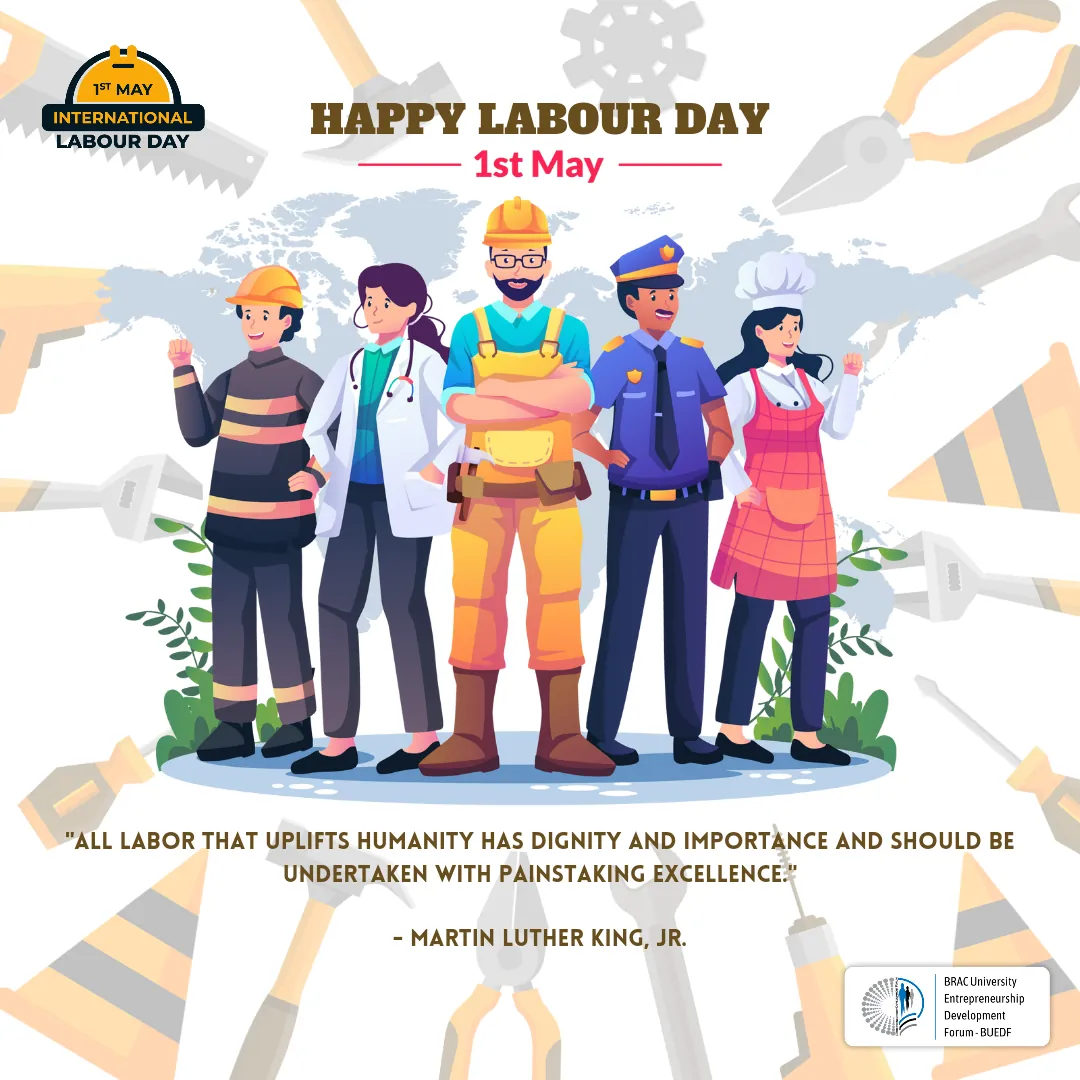 1ST MAY
INTERNATIONAL
LABOUR DAY
HAPPY LABOUR DAY
1st May
"ALL LABOR THAT UPLIFTS HUMANITY HAS DIGNITY AND IMPORTANCE AND SHOULD BE
UNDERTAKEN WITH PAINSTAKING EXCELLENCE."
- MARTIN LUTHER KING, JR.
BRAC University
Entrepreneurship
Development
Forum - BUEDF